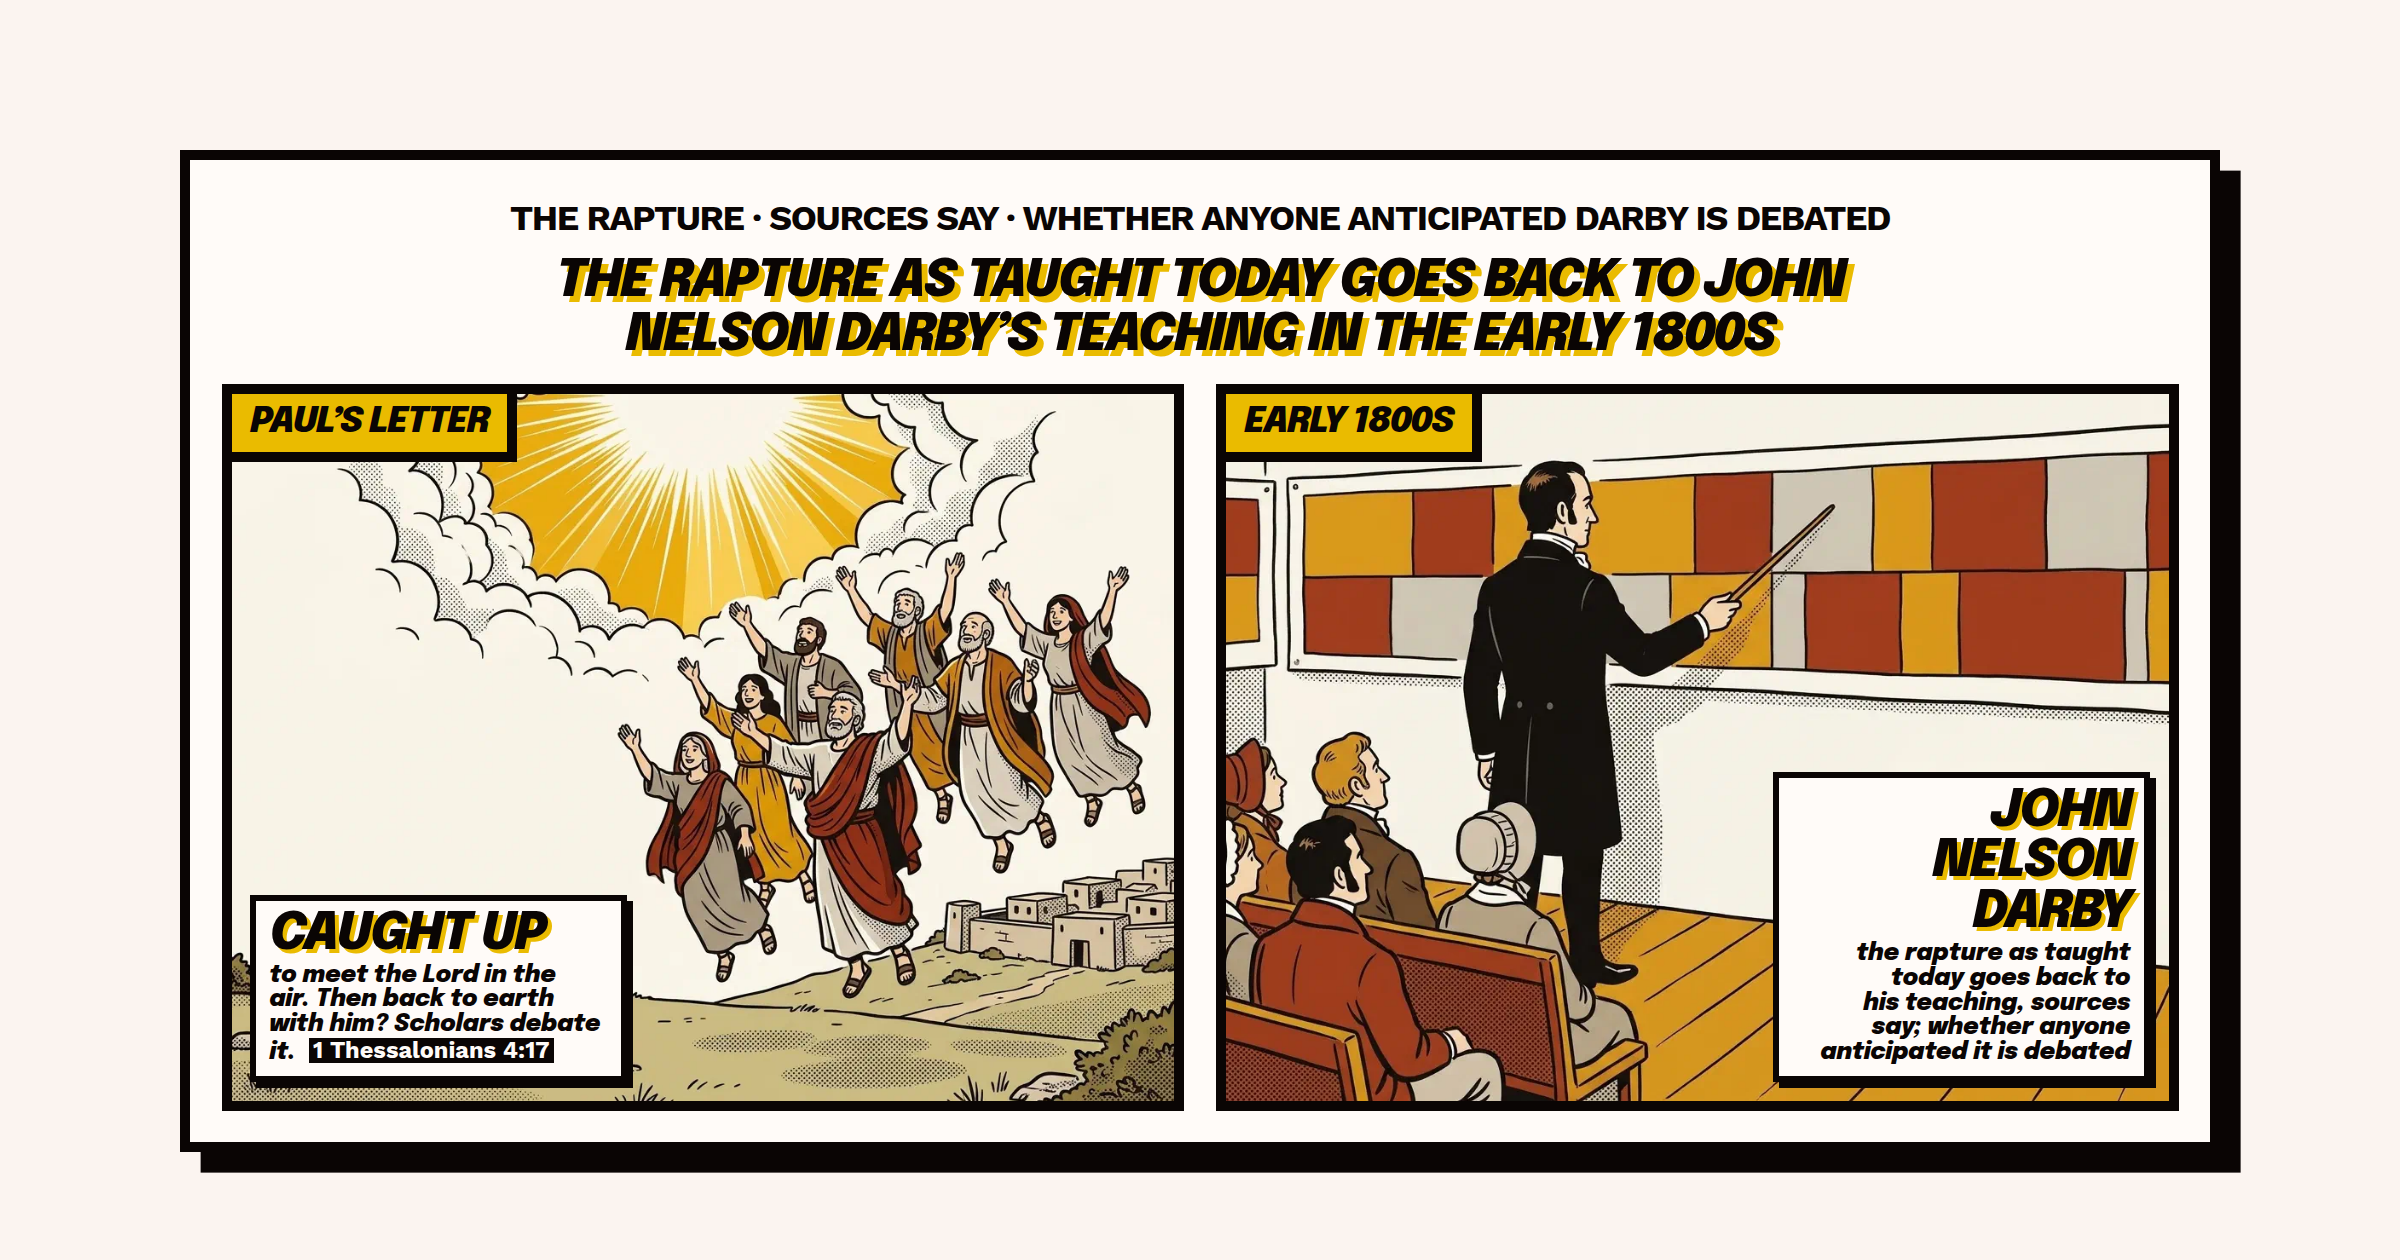 THE RAPTURE • SOURCES SAY • WHETHER ANYONE ANTICIPATED DARBY IS DEBATED
THE RAPTURE AS TAUGHT TODAY GOES BACK TO JOHN
NELSON DARBY’S TEACHING IN THE EARLY 1800S
PAUL’S LETTER
CAUGHT UP
to meet the Lord in the
air. Then back to earth
with him? Scholars debate
it. 1 Thessalonians 4:17
EARLY 1800S
JOHN
NELSON
DARBY
the rapture as taught
today goes back to
his teaching, sources
say; whether anyone
anticipated it is debated